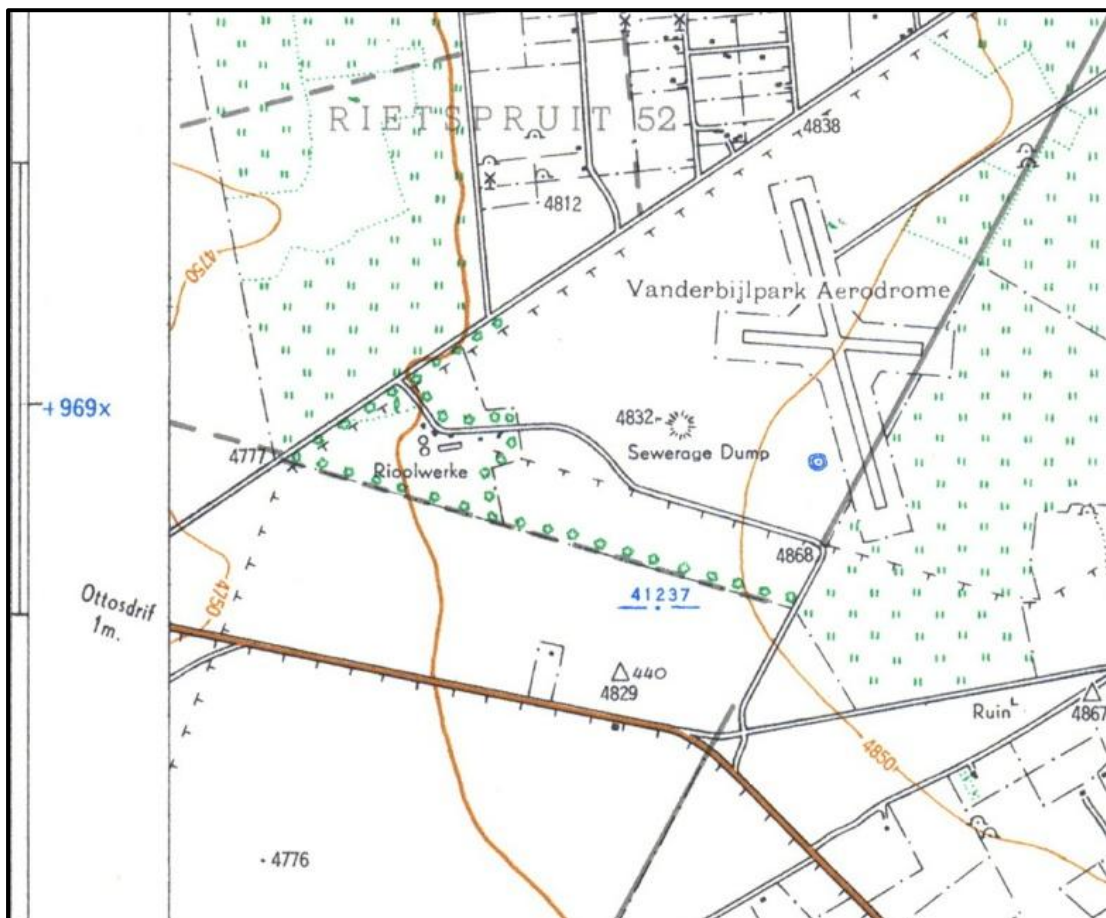 RIETSPRUIT 52
4838
4812
4750
Vanderbijlpark Aerodrome
+969x
4832
4777
Rioolwerke
Sewerage Dump
4868
41237
4750
Ottosdrif
1m.
440
4829
Ruin
4867
4850
4776